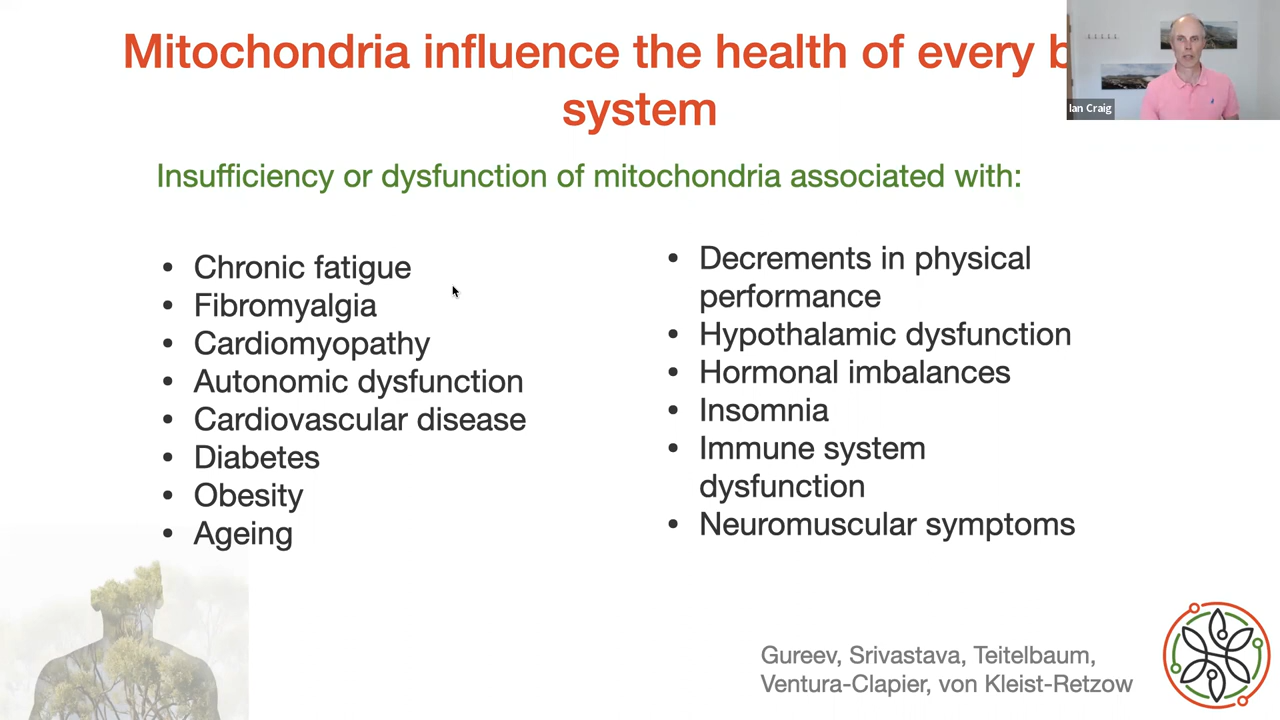 Mitochondria influence the health of every
system
Ian Craig
Insufficiency or dysfunction of mitochondria associated with:
• Chronic fatigue
• Fibromyalgia
• Cardiomyopathy
• Autonomic dysfunction
• Cardiovascular disease
• Diabetes
• Obesity
• Ageing
• Decrements in physical
performance
• Hypothalamic dysfunction
• Hormonal imbalances
• Insomnia
• Immune system
dysfunction
• Neuromuscular symptoms
Gureev, Srivastava, Teitelbaum,
Ventura-Clapier, von Kleist-Retzow